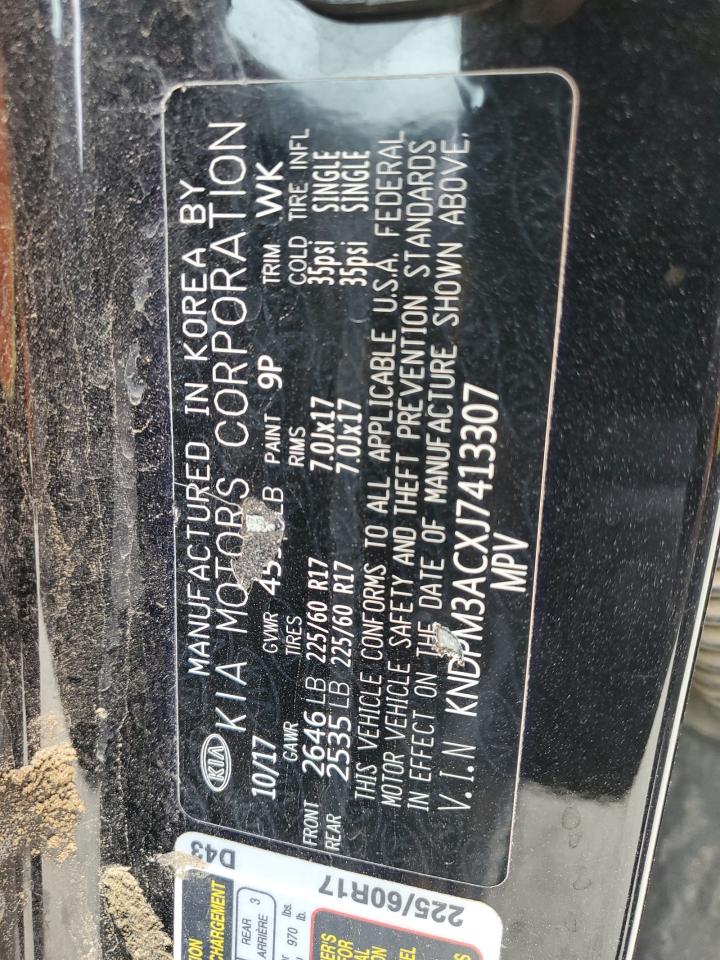 MANUFACTURED IN KOREA BY
KIA KIA MOTORS CORPORATION
10/17 GVWR LB PAINT 9P TRIM WK
GAWR TIRES RIMS COLD TIRE INFL
FRONT 2646 LB 225/60 R17 7.0Jx17 35psi SINGLE
REAR 2535 LB 225/60 R17 7.0Jx17 35psi SINGLE
THIS VEHICLE CONFORMS TO ALL APPLICABLE U.S.A. FEDERAL
MOTOR VEHICLE SAFETY AND THEFT PREVENTION STANDARDS
IN EFFECT ON THE DATE OF MANUFACTURE SHOWN ABOVE.
V.I.N KNDPM3ACXJ7413307
MPV
D43
REAR 3
ARRIÈRE
970 lb.
225/60R17